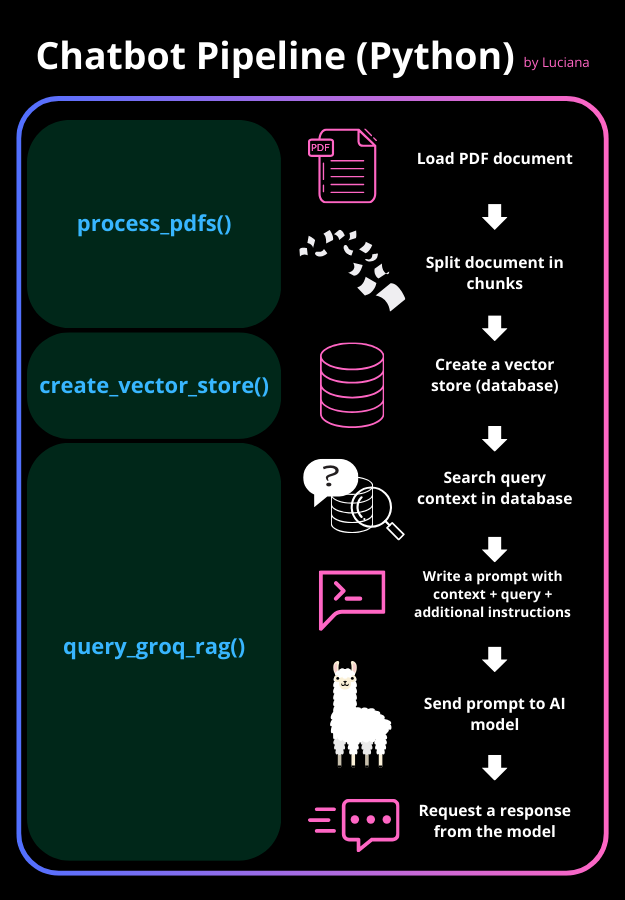 Chatbot Pipeline (Python) by Luciana
process_pdfs()
PDF
Load PDF document
Split document in
chunks
create_vector_store()
Create a vector
store (database)
query_groq_rag()
?
Search query
context in database
>_
Write a prompt with
context + query +
additional instructions
Send prompt to AI
model
Request a response
from the model